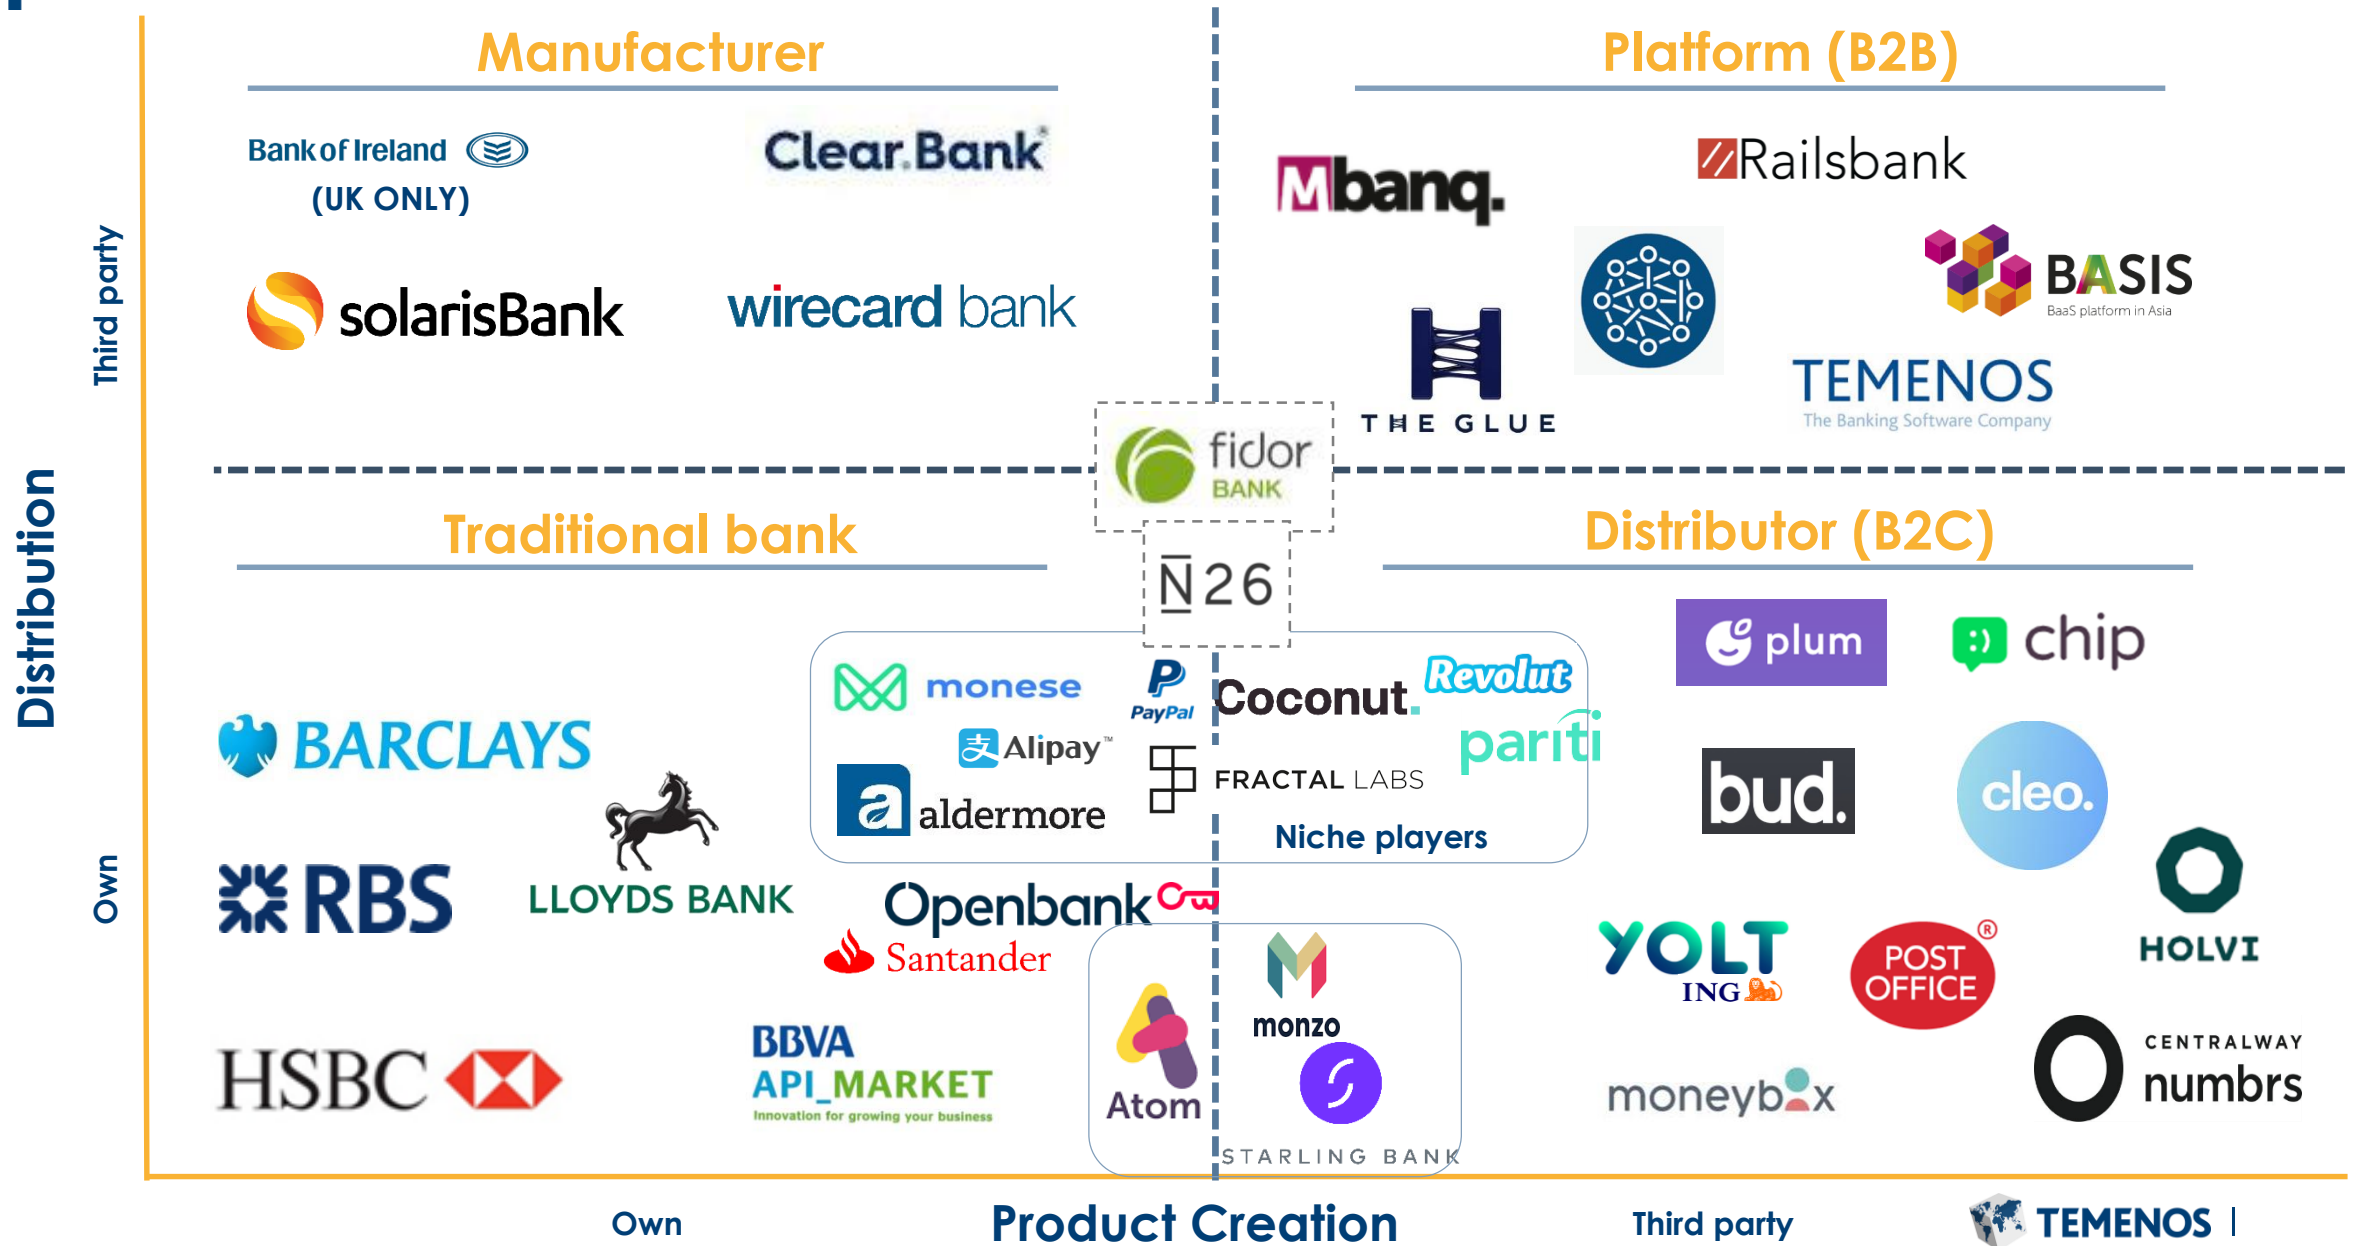 Manufacturer
Bank of Ireland
(UK ONLY)
Clear.Bank®
solarisBank
wirecard bank
Platform (B2B)
Mbanq.
Railsbank
BASIS
BaaS platform in Asia
THE GLUE
TEMENOS
The Banking Software Company
fidor
BANK
N26
Distribution
Third party
Own
Traditional bank
BARCLAYS
RBS
LLOYDS BANK
HSBC
Openbank
Santander
BBVA
API_MARKET
Innovation for growing your business
monese
PayPal
Alipay™
支
a aldermore
Coconut.
Revolut
pariti
FRACTAL LABS
Niche players
Atom
monzo
STARLING BANK
Distributor (B2C)
plum
:) chip
bud.
cleo.
HOLVI
YOLT
ING
POST
OFFICE ®
moneybox
CENTRALWAY
numbrs
Own
Product Creation
Third party
TEMENOS |